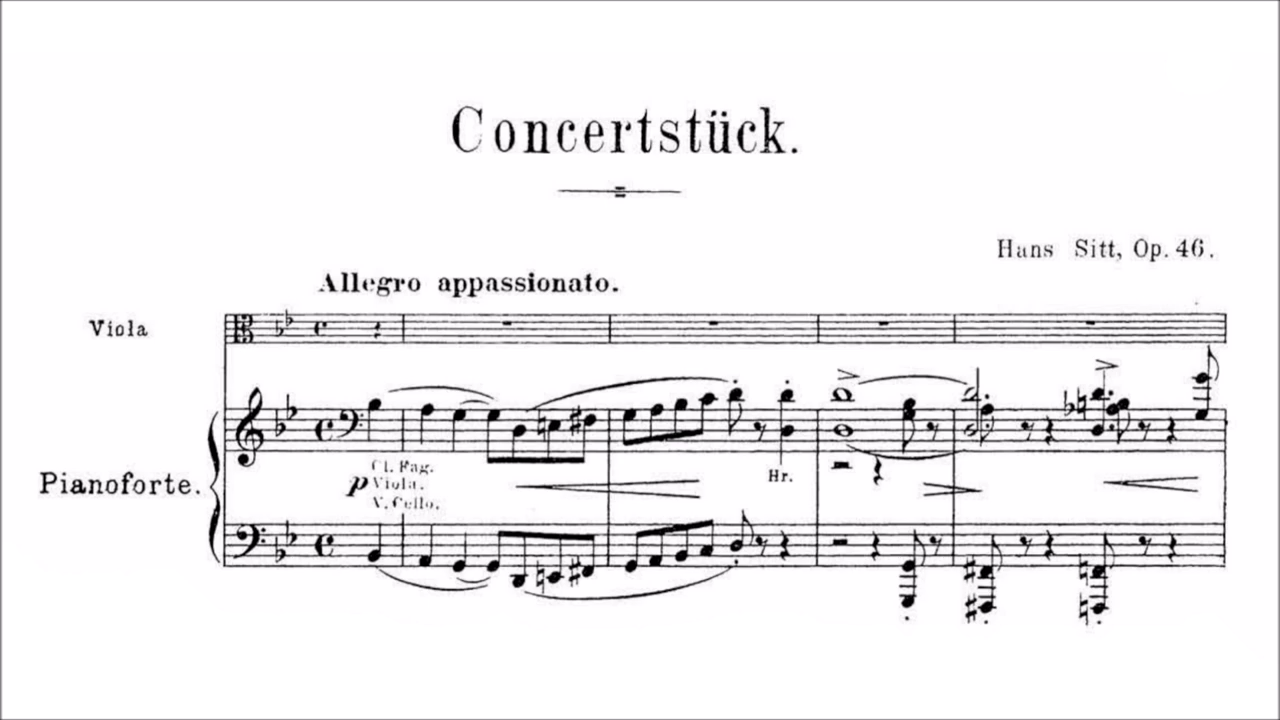 Concertstück.
Hans Sitt, Op. 46.
Allegro appassionato.
Viola
Pianoforte.
Cl. Fag.
p Viola.
V. Cello.
Hr.